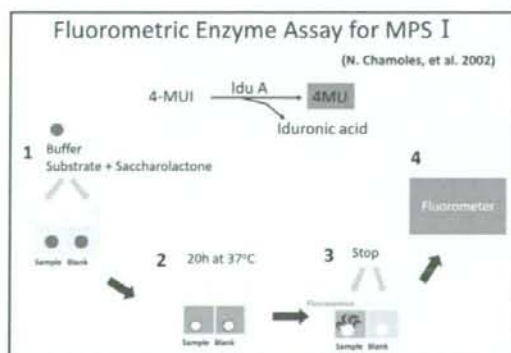 Fluorometric Enzyme Assay for MPS I
(N. Chamoles, et al. 2002)
4-MUI
Idu A
4MU
Iduronic acid
1
Buffer
Substrate + Saccharolactone
Sample Blank
2
20h at 37°C
Sample Blank
3
Stop
Fluorescence
Sample Blank
4
Fluorometer